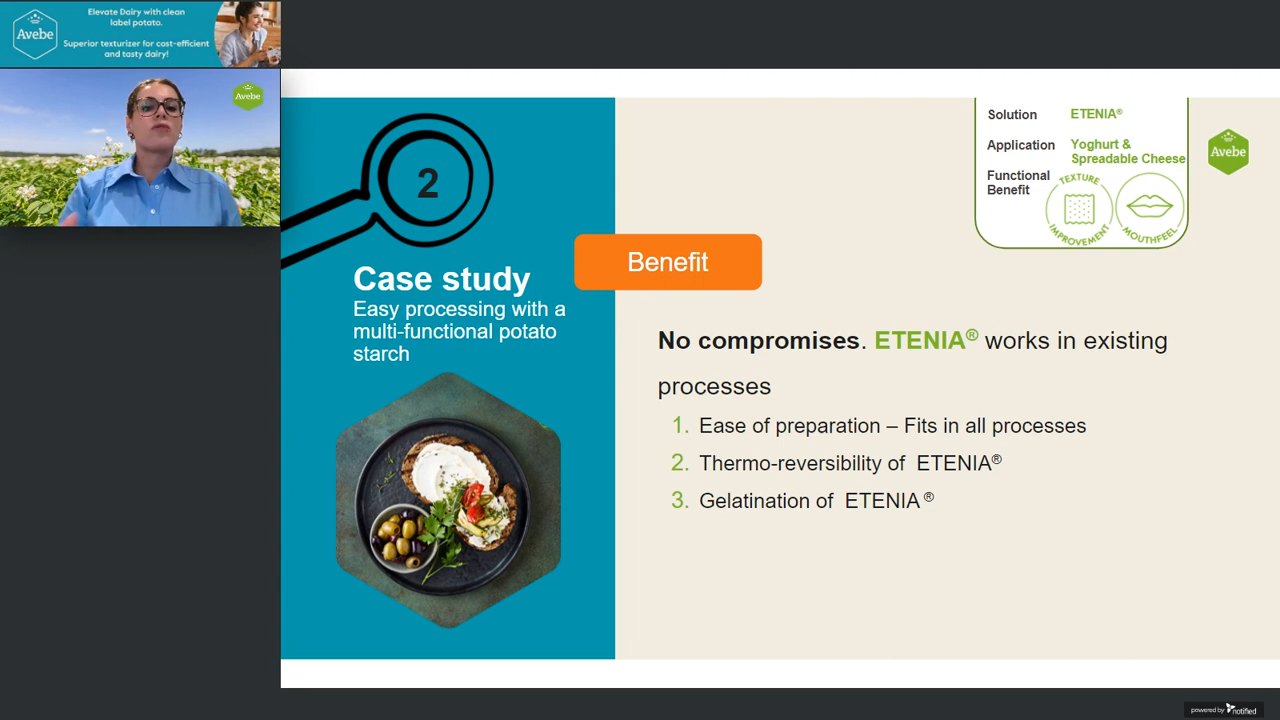 Elevate Dairy with clean
label potato.
Avebe
Superior texturizer for cost-efficient
and tasty dairy!
Avebe
2
Case study
Easy processing with a
multi-functional potato
starch
Benefit
Solution ETENIA®
Application Yoghurt &
Spreadable Cheese
Functional
Benefit
TEXTURE
IMPROVEMENT
MOUTHFEEL
Avebe
No compromises. ETENIA® works in existing
processes
1. Ease of preparation – Fits in all processes
2. Thermo-reversibility of ETENIA®
3. Gelatination of ETENIA ®
powered by notified